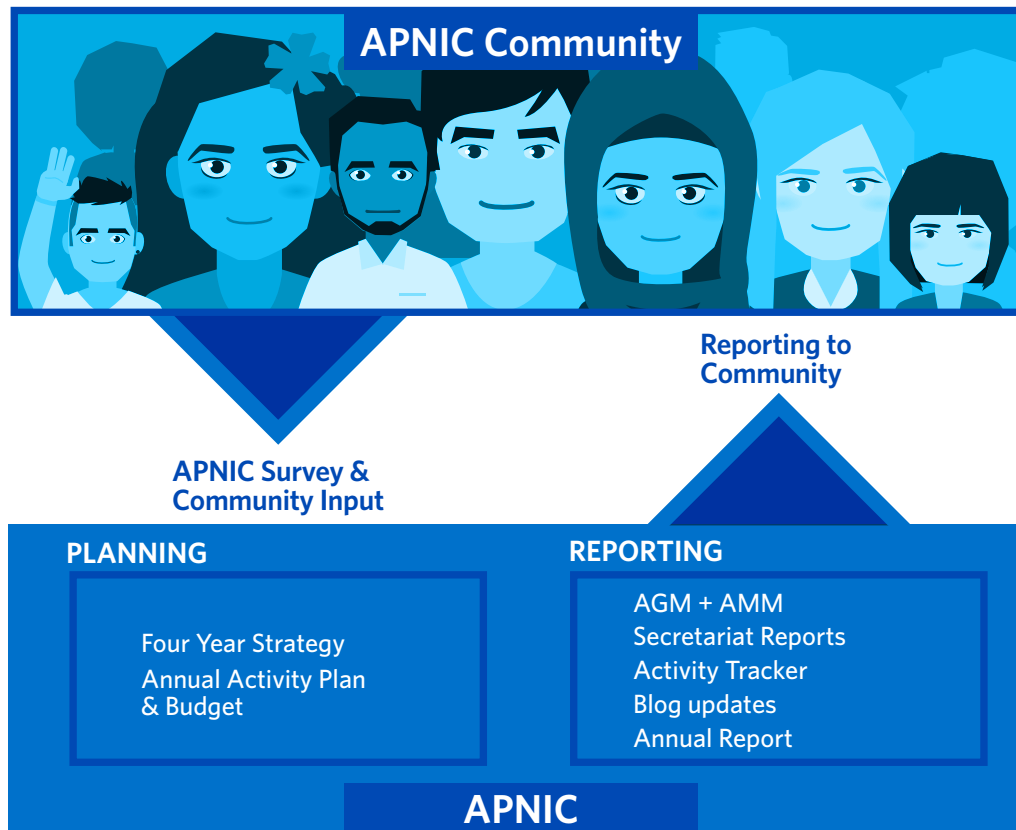 APNIC Community
Reporting to
Community
APNIC Survey &
Community Input
PLANNING
Four Year Strategy
Annual Activity Plan
& Budget
REPORTING
AGM + AMM
Secretariat Reports
Activity Tracker
Blog updates
Annual Report
APNIC